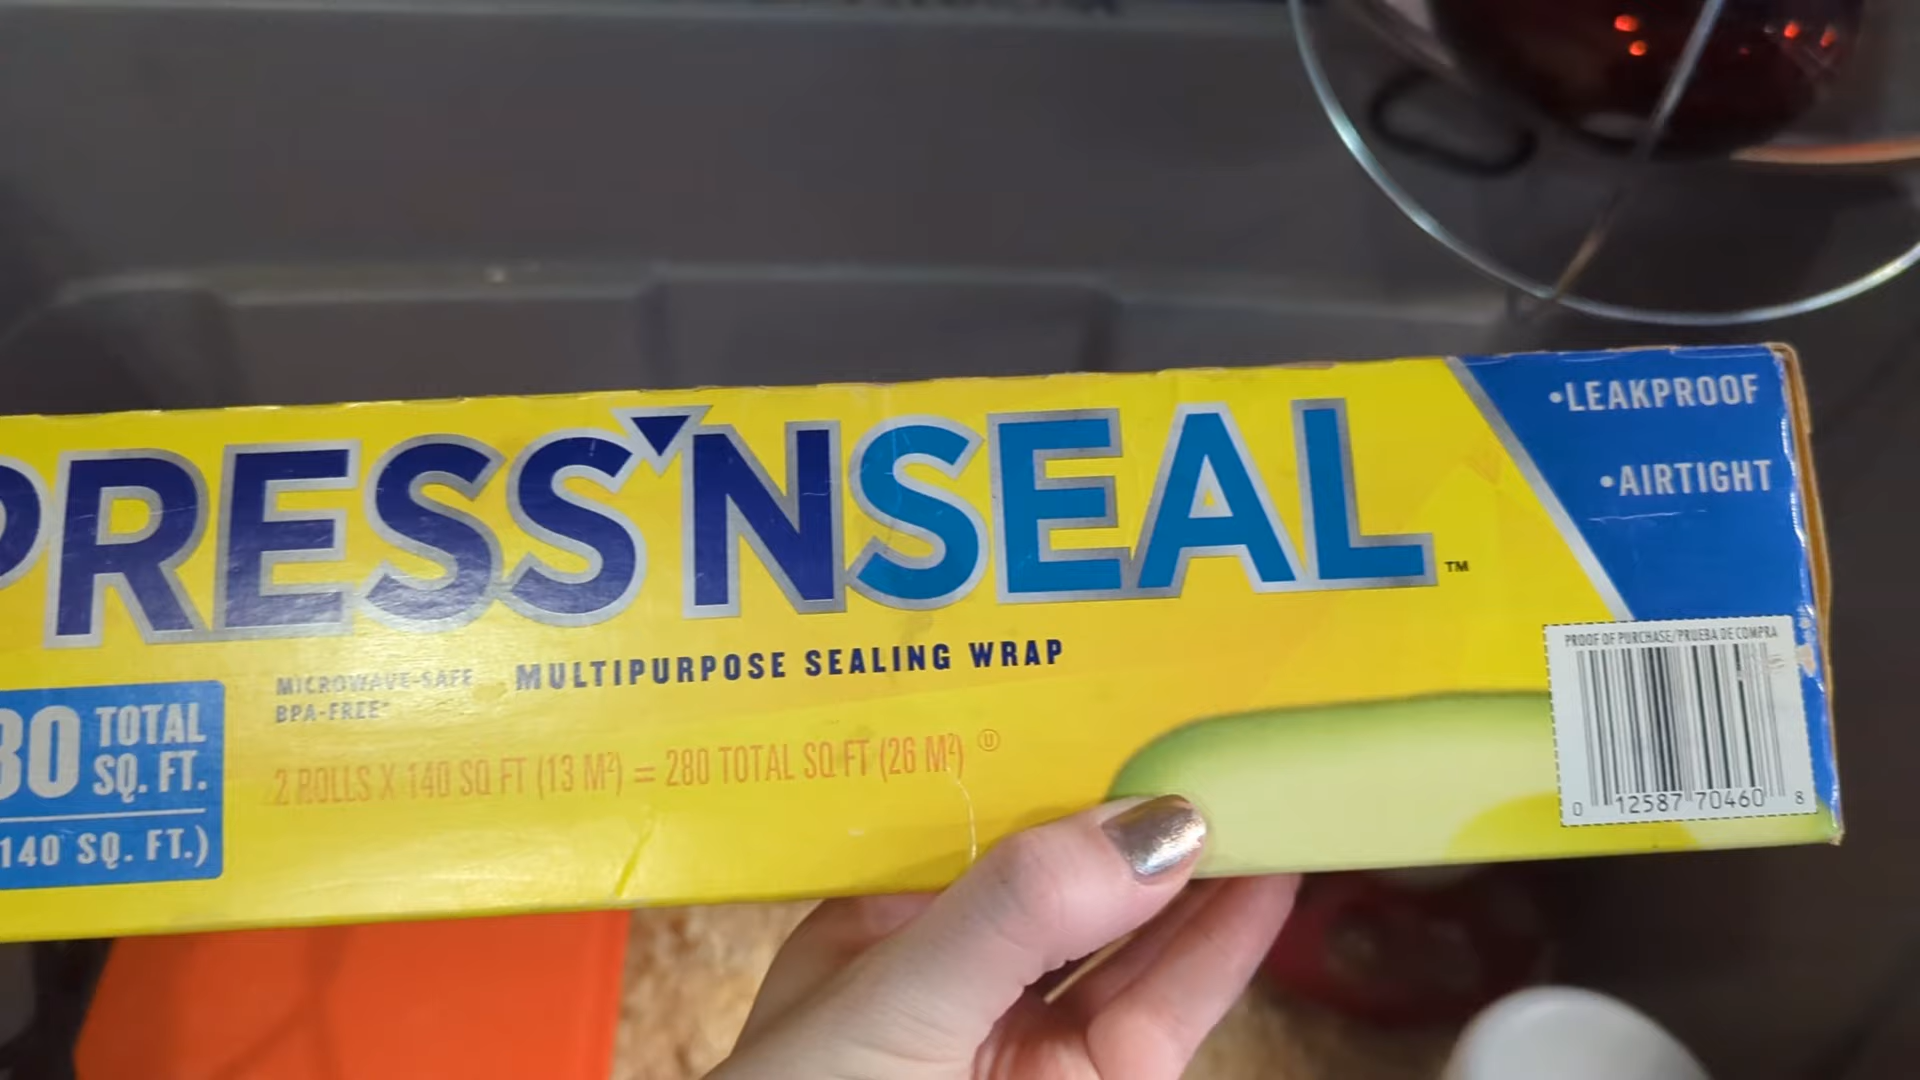 PRESS'NSEAL™
•LEAKPROOF
•AIRTIGHT
MICROWAVE-SAFE
BPA-FREE*
MULTIPURPOSE SEALING WRAP
80 TOTAL
SQ. FT.
140 SQ. FT.)
2 ROLLS X 140 SQ FT (13 M²) = 280 TOTAL SQ FT (26 M²) Ⓤ
PROOF OF PURCHASE/PRUEBA DE COMPRA
0 12587 70460 8